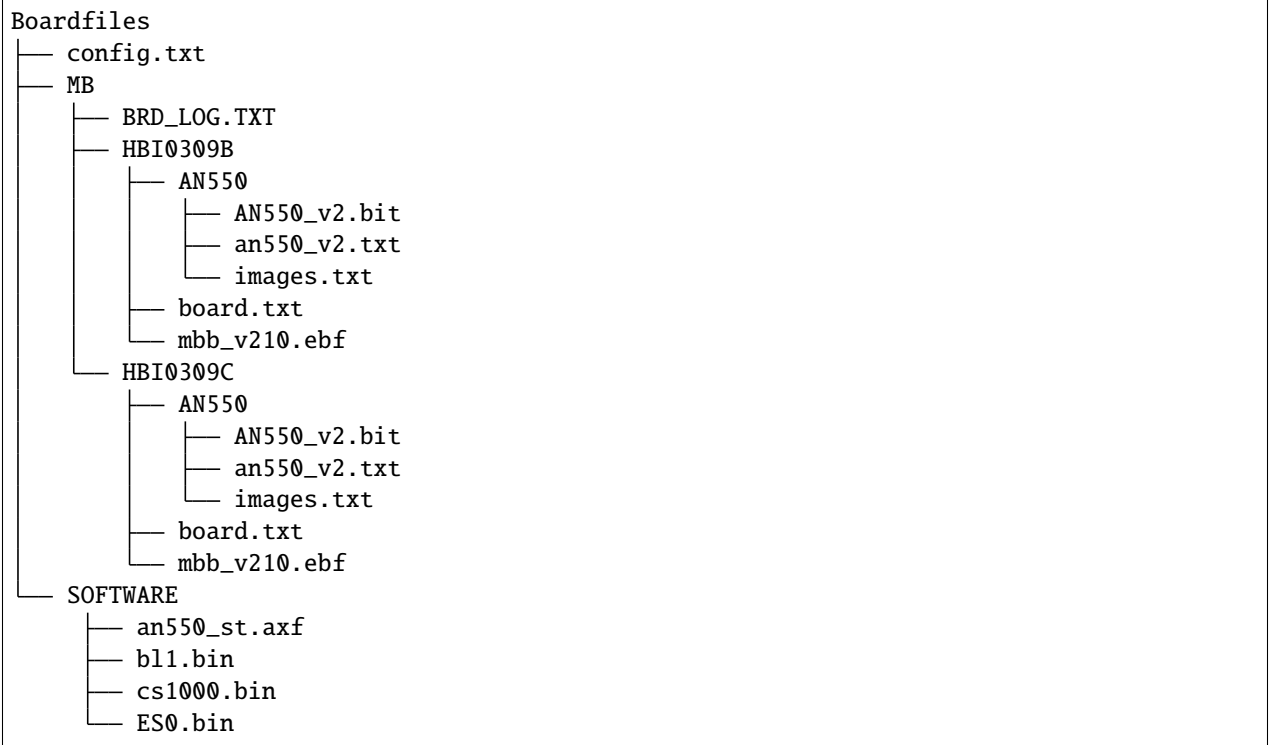 Boardfiles
├── config.txt
├── MB
│   ├── BRD_LOG.TXT
│   ├── HBI0309B
│   │   ├── AN550
│   │   │   ├── AN550_v2.bit
│   │   │   ├── an550_v2.txt
│   │   │   └── images.txt
│   │   ├── board.txt
│   │   └── mbb_v210.ebf
│   └── HBI0309C
│       ├── AN550
│       │   ├── AN550_v2.bit
│       │   ├── an550_v2.txt
│       │   └── images.txt
│       ├── board.txt
│       └── mbb_v210.ebf
└── SOFTWARE
    ├── an550_st.axf
    ├── bl1.bin
    ├── cs1000.bin
    └── ES0.bin